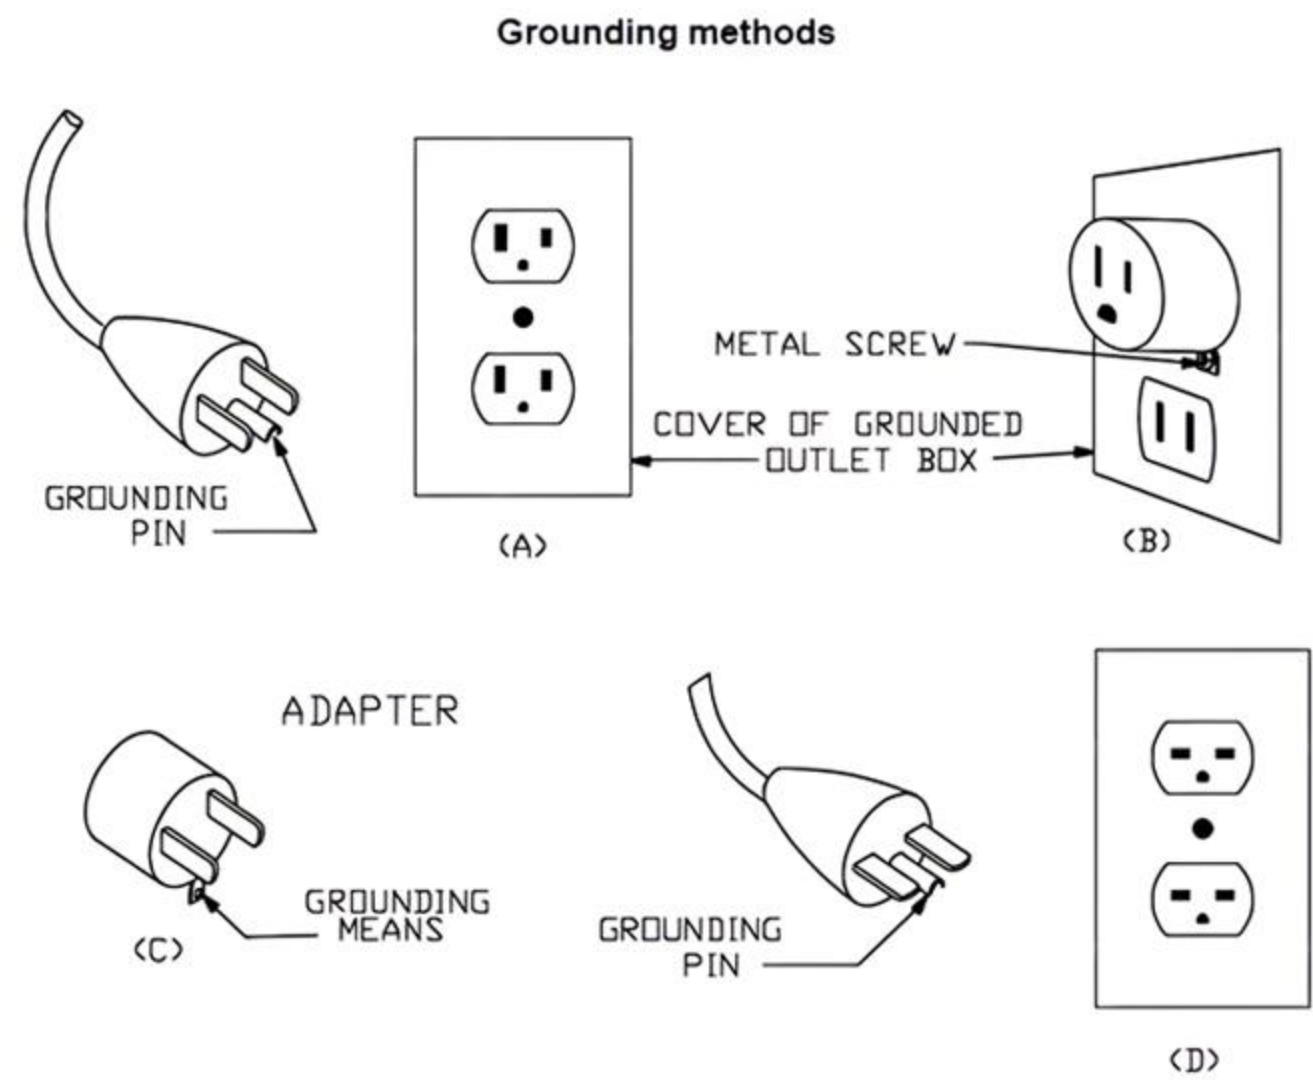 Grounding methods
METAL SCREW
COVER OF GROUNDED
OUTLET BOX
GROUNDING
PIN
(A)
(B)
ADAPTER
GROUNDING
MEANS
(C)
GROUNDING
PIN
(D)